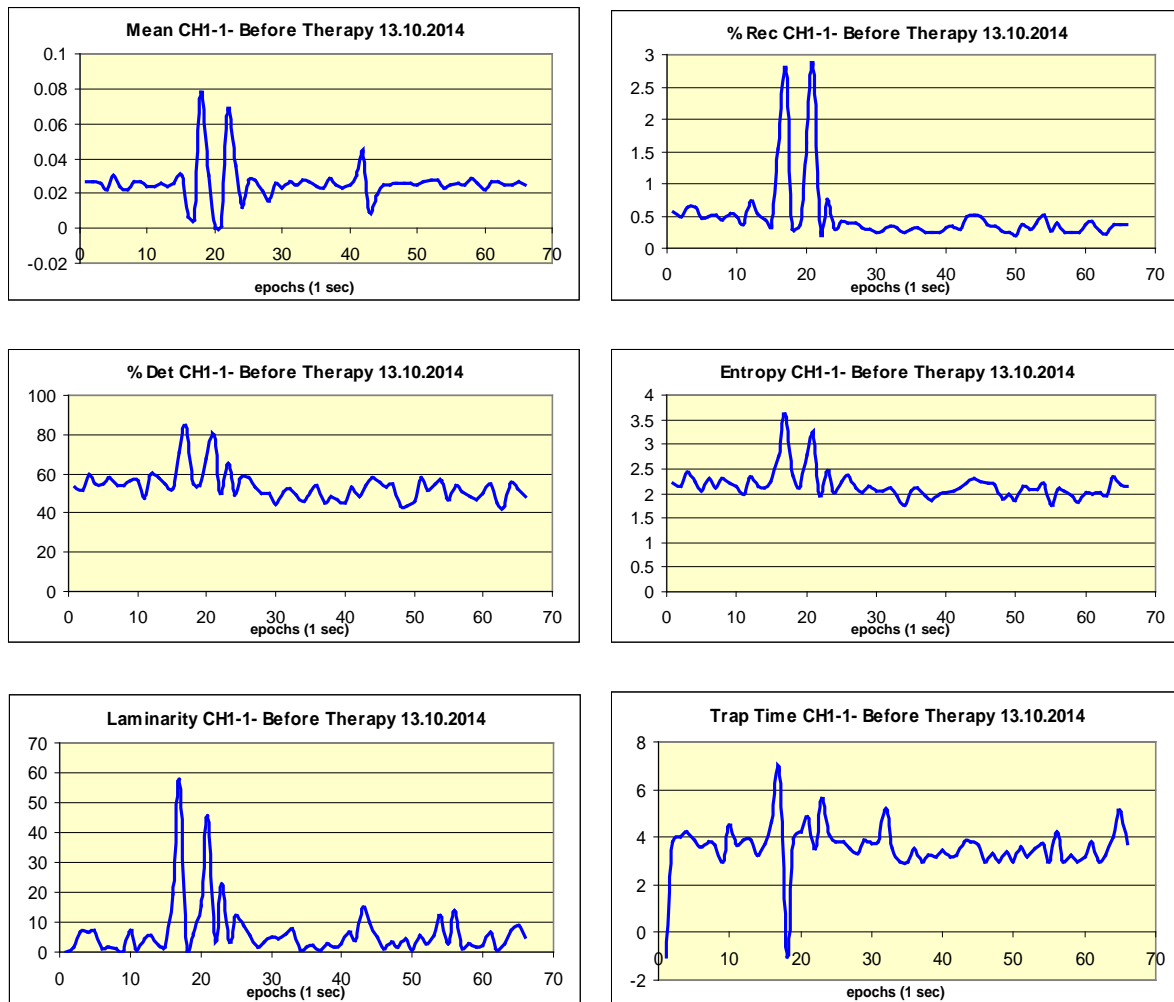 Mean CH1-1- Before Therapy 13.10.2014
0.1
0.08
0.06
0.04
0.02
0
-0.02
0 10 20 30 40 50 60 70
epochs (1 sec)
% Rec CH1-1- Before Therapy 13.10.2014
3
2.5
2
1.5
1
0.5
0
0 10 20 30 40 50 60 70
epochs (1 sec)
% Det CH1-1- Before Therapy 13.10.2014
100
80
60
40
20
0
0 10 20 30 40 50 60 70
epochs (1 sec)
Entropy CH1-1- Before Therapy 13.10.2014
4
3.5
3
2.5
2
1.5
1
0.5
0
0 10 20 30 40 50 60 70
epochs (1 sec)
Laminarity CH1-1- Before Therapy 13.10.2014
70
60
50
40
30
20
10
0
0 10 20 30 40 50 60 70
epochs (1 sec)
Trap Time CH1-1- Before Therapy 13.10.2014
8
6
4
2
0
-2
0 10 20 30 40 50 60 70
epochs (1 sec)